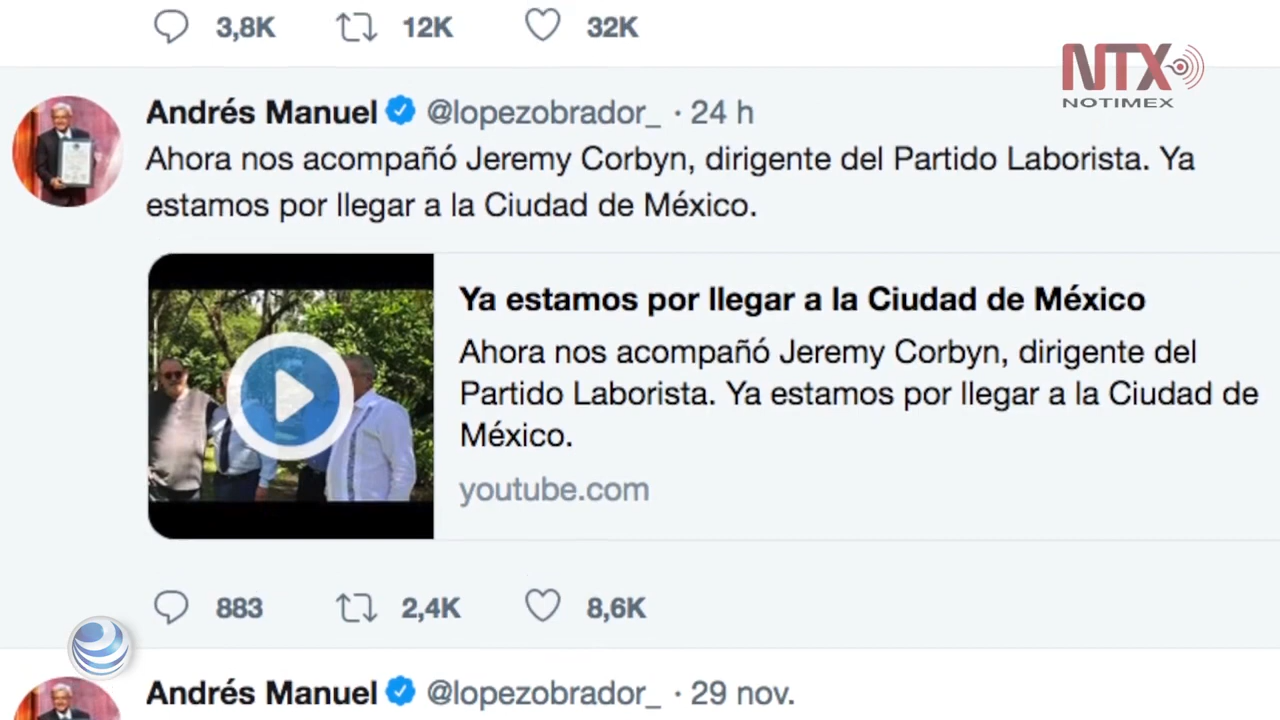 3,8K 12K 32K
NTX
NOTIMEX
Andrés Manuel @lopezobrador_ · 24 h
Ahora nos acompañó Jeremy Corbyn, dirigente del Partido Laborista. Ya
estamos por llegar a la Ciudad de México.
Ya estamos por llegar a la Ciudad de México
Ahora nos acompañó Jeremy Corbyn, dirigente del
Partido Laborista. Ya estamos por llegar a la Ciudad de
México.
youtube.com
883 2,4K 8,6K
Andrés Manuel @lopezobrador_ · 29 nov.